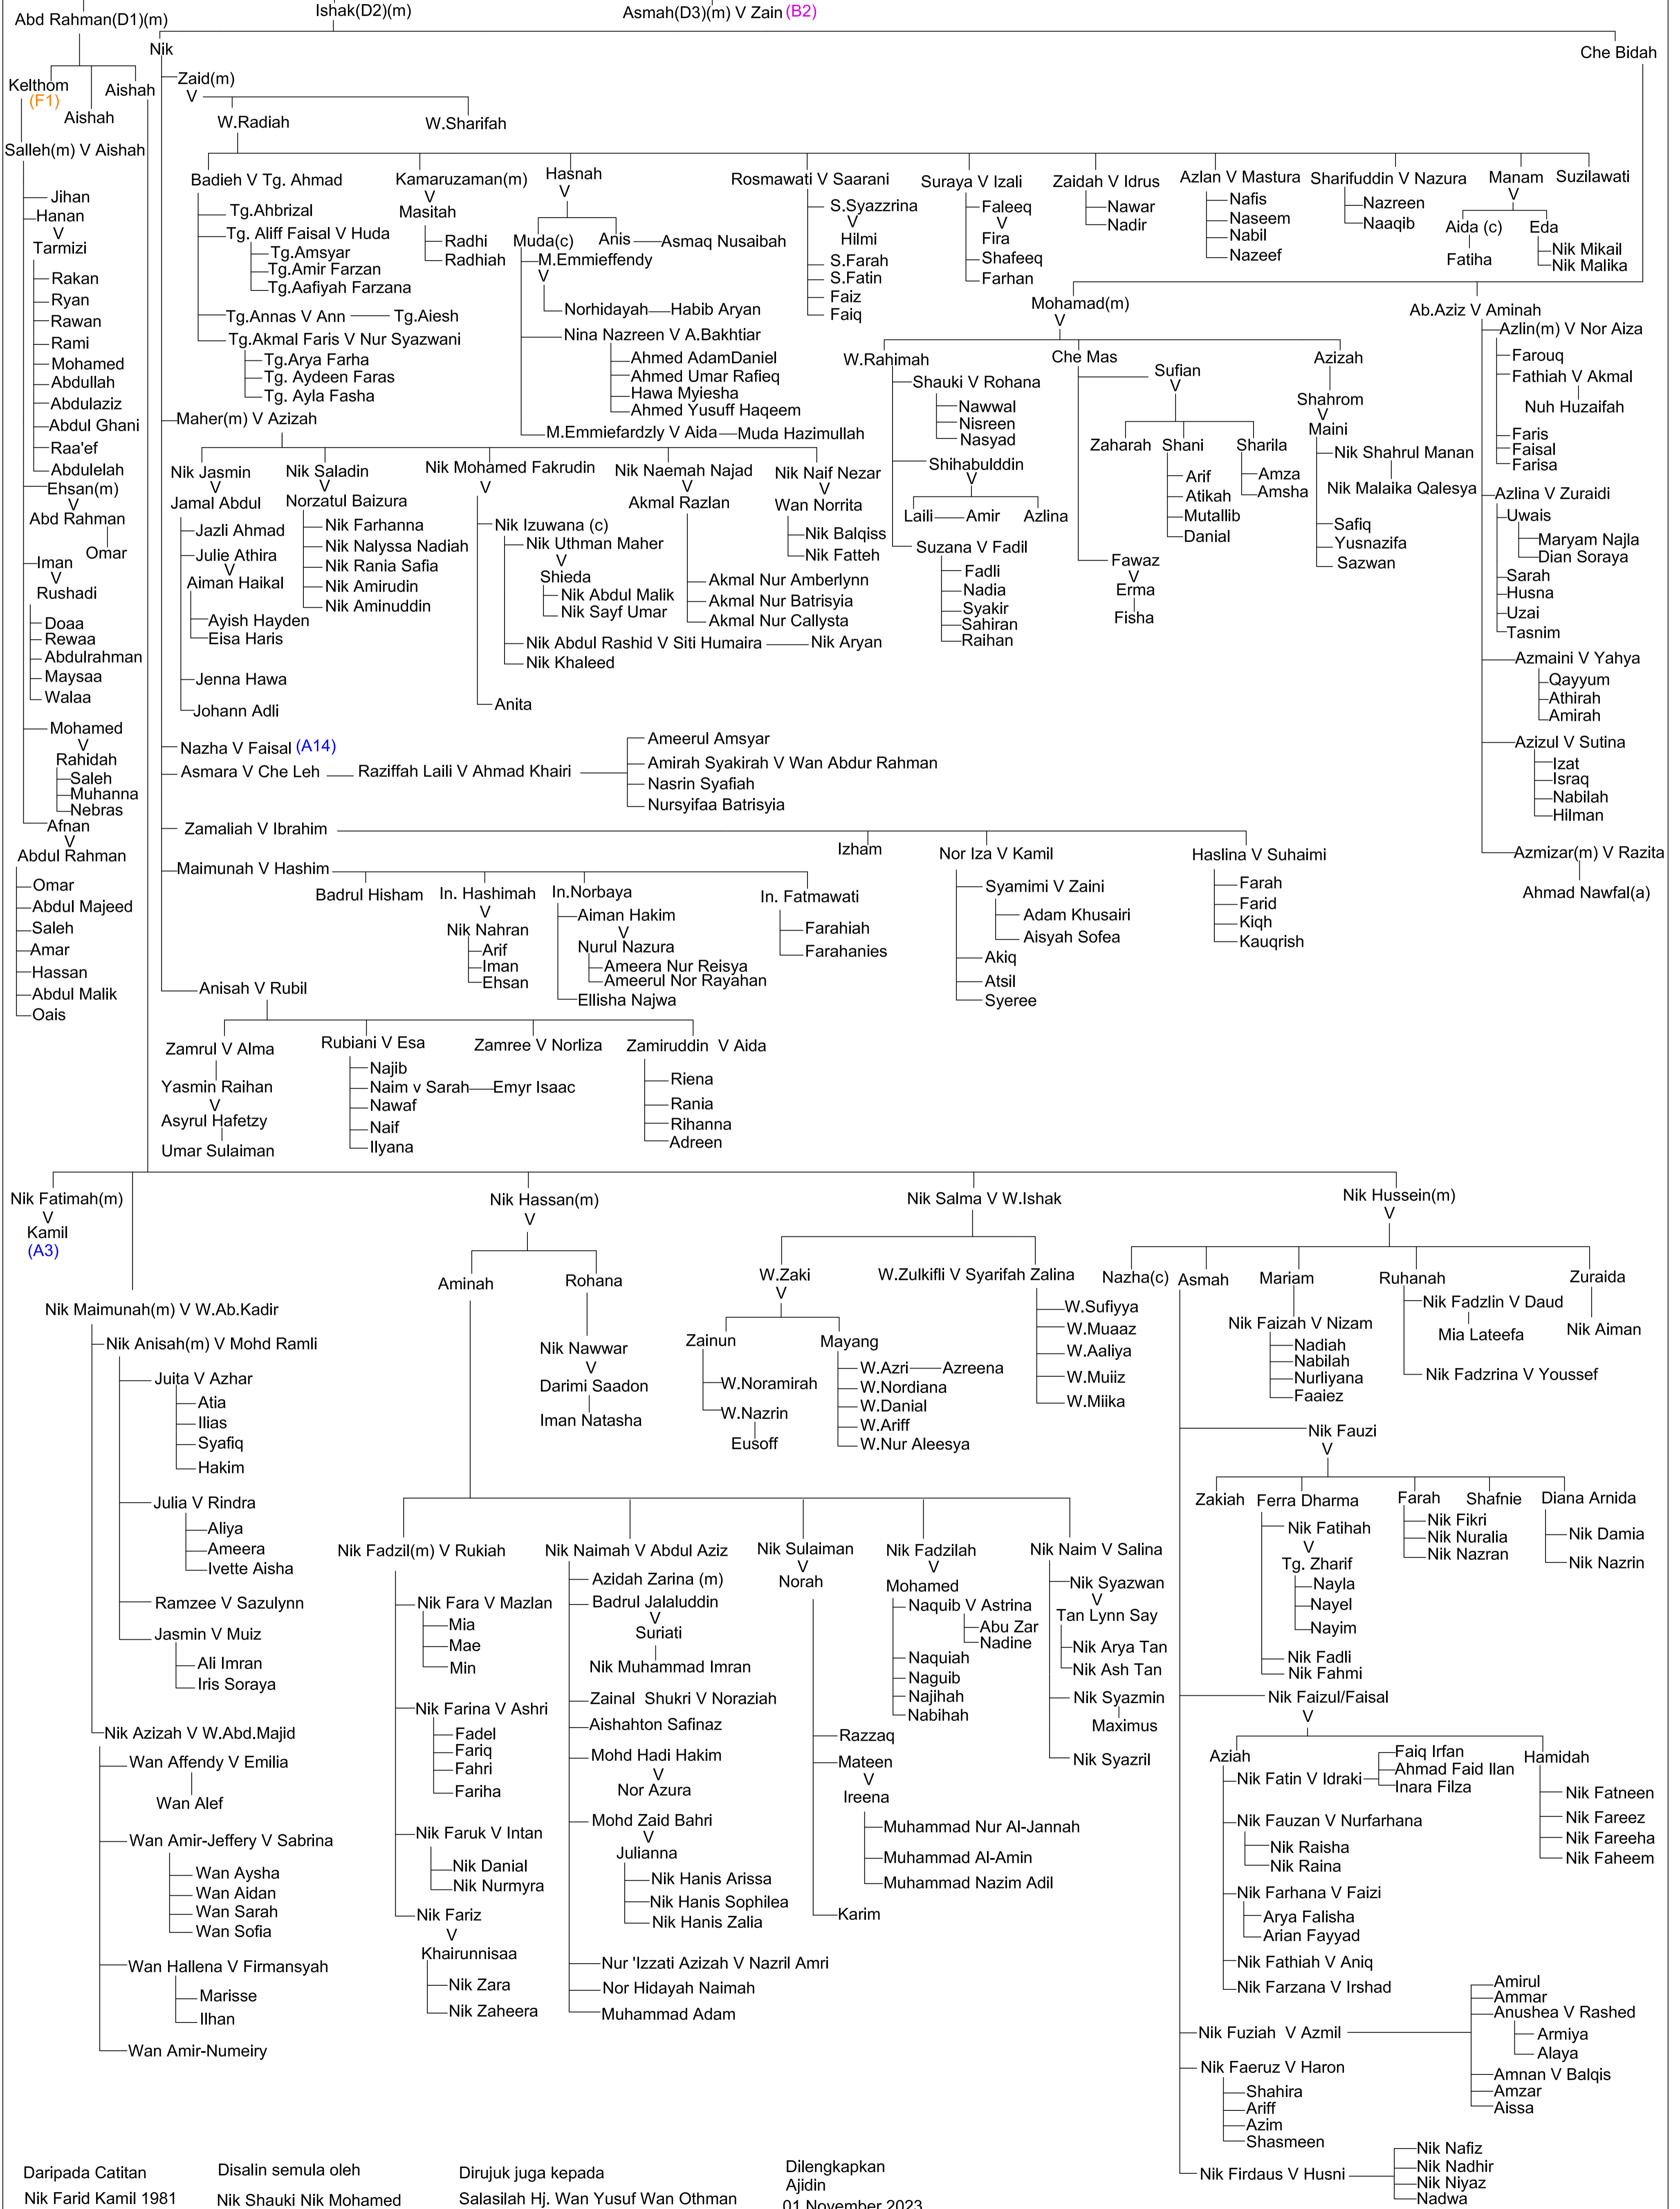 Abd Rahman(D1)(m)
Ishak(D2)(m)
Asmah(D3)(m) V Zain (B2)
Nik
Che Bidah
Kelthom
(F1)
Aishah
Aishah
Salleh(m) V Aishah
Jihan
Hanan
V
Tarmizi
Rakan
Ryan
Rawan
Rami
Mohamed
Abdullah
Abdulaziz
Abdul Ghani
Raa'ef
Abdulelah
Ehsan(m)
V
Abd Rahman
Omar
Iman
V
Rushadi
Doaa
Rewaa
Abdulrahman
Maysaa
Walaa
Mohamed
V
Rahidah
Saleh
Muhanna
Nebras
Afnan
V
Abdul Rahman
Omar
Abdul Majeed
Saleh
Amar
Hassan
Abdul Malik
Oais
Zaid(m)
V
W.Radiah
W.Sharifah
Badieh V Tg. Ahmad
Tg.Ahbrizal
Tg. Aliff Faisal V Huda
Tg.Amsyar
Tg.Amir Farzan
Tg.Aafiyah Farzana
Tg.Annas V Ann
Tg.Aiesh
Tg.Akmal Faris V Nur Syazwani
Tg.Arya Farha
Tg. Aydeen Faras
Tg. Ayla Fasha
Kamaruzaman(m)
V
Masitah
Radhi
Radhiah
Hasnah
V
Muda(c)
Anis
Asmaq Nusaibah
M.Emmieffendy
V
Norhidayah
Habib Aryan
Nina Nazreen V A.Bakhtiar
Ahmed AdamDaniel
Ahmed Umar Rafieq
Hawa Myiesha
Ahmed Yusuff Haqeem
M.Emmiefardzly V Aida
Muda Hazimullah
Rosmawati V Saarani
S.Syazzrina
V
Hilmi
S.Farah
S.Fatin
Faiz
Faiq
Suraya V Izali
Faleeq
V
Fira
Shafeeq
Farhan
Zaidah V Idrus
Nawar
Nadir
Azlan V Mastura
Nafis
Naseem
Nabil
Nazeef
Sharifuddin V Nazura
Nazreen
Naaqib
Manam
V
Aida (c)
Fatiha
Eda
Nik Mikail
Nik Malika
Suzilawati
Mohamad(m)
V
W.Rahimah
Shauki V Rohana
Nawwal
Nisreen
Nasyad
Shihabulddin
V
Laili
Amir
Azlina
Suzana V Fadil
Fadli
Nadia
Syakir
Sahiran
Raihan
Che Mas
Sufian
V
Zaharah
Shani
Arif
Atikah
Mutallib
Danial
Sharila
Amza
Amsha
Fawaz
V
Erma
Fisha
Azizah
Shahrom
V
Maini
Nik Shahrul Manan
Nik Malaika Qalesya
Safiq
Yusnazifa
Sazwan
Ab.Aziz V Aminah
Azlin(m) V Nor Aiza
Farouq
Fathiah V Akmal
Nuh Huzaifah
Faris
Faisal
Farisa
Azlina V Zuraidi
Uwais
Maryam Najla
Dian Soraya
Sarah
Husna
Uzai
Tasnim
Azmaini V Yahya
Qayyum
Athirah
Amirah
Azizul V Sutina
Izat
Israq
Nabilah
Hilman
Azmizar(m) V Razita
Ahmad Nawfal(a)
Maher(m) V Azizah
Nik Jasmin
V
Jamal Abdul
Jazli Ahmad
Julie Athira
V
Aiman Haikal
Ayish Hayden
Eisa Haris
Jenna Hawa
Johann Adli
Nik Saladin
V
Norzatul Baizura
Nik Farhanna
Nik Nalyssa Nadiah
Nik Rania Safia
Nik Amirudin
Nik Aminuddin
Nik Mohamed Fakrudin
V
Nik Izuwana (c)
Nik Uthman Maher
V
Shieda
Nik Abdul Malik
Nik Sayf Umar
Nik Abdul Rashid V Siti Humaira
Nik Aryan
Nik Khaleed
Anita
Nik Naemah Najad
V
Akmal Razlan
Akmal Nur Amberlynn
Akmal Nur Batrisyia
Akmal Nur Callysta
Nik Naif Nezar
V
Wan Norrita
Nik Balqiss
Nik Fatteh
Nazha V Faisal (A14)
Asmara V Che Leh
Raziffah Laili V Ahmad Khairi
Ameerul Amsyar
Amirah Syakirah V Wan Abdur Rahman
Nasrin Syafiah
Nursyifaa Batrisyia
Zamaliah V Ibrahim
Izham
Nor Iza V Kamil
Syamimi V Zaini
Adam Khusairi
Aisyah Sofea
Akiq
Atsil
Syeree
Haslina V Suhaimi
Farah
Farid
Kiqh
Kauqrish
Maimunah V Hashim
Badrul Hisham
In. Hashimah
V
Nik Nahran
Arif
Iman
Ehsan
In.Norbaya
Aiman Hakim
V
Nurul Nazura
Ameera Nur Reisya
Ameerul Nor Rayahan
Ellisha Najwa
In. Fatmawati
Farahiah
Farahanies
Anisah V Rubil
Zamrul V Alma
Yasmin Raihan
V
Asyrul Hafetzy
Umar Sulaiman
Rubiani V Esa
Najib
Naim v Sarah
Emyr Isaac
Nawaf
Naif
Ilyana
Zamree V Norliza
Zamiruddin V Aida
Riena
Rania
Rihanna
Adreen
Nik Fatimah(m)
V
Kamil
(A3)
Nik Maimunah(m) V W.Ab.Kadir
Nik Anisah(m) V Mohd Ramli
Juita V Azhar
Atia
Ilias
Syafiq
Hakim
Julia V Rindra
Aliya
Ameera
Ivette Aisha
Ramzee V Sazulynn
Jasmin V Muiz
Ali Imran
Iris Soraya
Nik Azizah V W.Abd.Majid
Wan Affendy V Emilia
Wan Alef
Wan Amir-Jeffery V Sabrina
Wan Aysha
Wan Aidan
Wan Sarah
Wan Sofia
Wan Hallena V Firmansyah
Marisse
Ilhan
Wan Amir-Numeiry
Nik Hassan(m)
V
Aminah
Rohana
Nik Nawwar
V
Darimi Saadon
Iman Natasha
Nik Fadzil(m) V Rukiah
Nik Fara V Mazlan
Mia
Mae
Min
Nik Farina V Ashri
Fadel
Fariq
Fahri
Fariha
Nik Faruk V Intan
Nik Danial
Nik Nurmyra
Nik Fariz
V
Khairunnisaa
Nik Zara
Nik Zaheera
Nik Naimah V Abdul Aziz
Azidah Zarina (m)
Badrul Jalaluddin
V
Suriati
Nik Muhammad Imran
Zainal Shukri V Noraziah
Aishahton Safinaz
Mohd Hadi Hakim
V
Nor Azura
Mohd Zaid Bahri
V
Julianna
Nik Hanis Arissa
Nik Hanis Sophilea
Nik Hanis Zalia
Nur 'Izzati Azizah V Nazril Amri
Nor Hidayah Naimah
Muhammad Adam
Nik Sulaiman
V
Norah
Razzaq
Mateen
V
Ireena
Muhammad Nur Al-Jannah
Muhammad Al-Amin
Muhammad Nazim Adil
Karim
Nik Fadzilah
V
Mohamed
Naquib V Astrina
Abu Zar
Nadine
Naquiah
Naguib
Najihah
Nabihah
Nik Naim V Salina
Nik Syazwan
V
Tan Lynn Say
Nik Arya Tan
Nik Ash Tan
Nik Syazmin
Maximus
Nik Syazril
Nik Salma V W.Ishak
W.Zaki
V
Zainun
W.Noramirah
W.Nazrin
Eusoff
Mayang
W.Azri
Azreena
W.Nordiana
W.Danial
W.Ariff
W.Nur Aleesya
W.Zulkifli V Syarifah Zalina
W.Sufiyya
W.Muaaz
W.Aaliya
W.Muiiz
W.Miika
Nik Hussein(m)
V
Nazha(c)
Asmah
Mariam
Nik Faizah V Nizam
Nadiah
Nabilah
Nurliyana
Faaiez
Ruhanah
Nik Fadzlin V Daud
Mia Lateefa
Nik Fadzrina V Youssef
Zuraida
Nik Aiman
Nik Fauzi
V
Zakiah
Ferra Dharma
Nik Fatihah
V
Tg. Zharif
Nayla
Nayel
Nayim
Nik Fadli
Nik Fahmi
Farah
Nik Fikri
Nik Nuralia
Nik Nazran
Shafnie
Diana Arnida
Nik Damia
Nik Nazrin
Nik Faizul/Faisal
V
Aziah
Nik Fatin V Idraki
Faiq Irfan
Ahmad Faid Ilan
Inara Filza
Nik Fauzan V Nurfarhana
Nik Raisha
Nik Raina
Nik Farhana V Faizi
Arya Falisha
Arian Fayyad
Nik Fathiah V Aniq
Nik Farzana V Irshad
Hamidah
Nik Fatneen
Nik Fareez
Nik Fareeha
Nik Faheem
Nik Fuziah V Azmil
Amirul
Ammar
Anushea V Rashed
Armiya
Alaya
Amnan V Balqis
Amzar
Aissa
Nik Faeruz V Haron
Shahira
Ariff
Azim
Shasmeen
Nik Firdaus V Husni
Nik Nafiz
Nik Nadhir
Nik Niyaz
Nadwa
Daripada Catitan
Nik Farid Kamil 1981
Disalin semula oleh
Nik Shauki Nik Mohamed
Dirujuk juga kepada
Salasilah Hj. Wan Yusuf Wan Othman
Dilengkapkan
Ajidin
01 November 2023